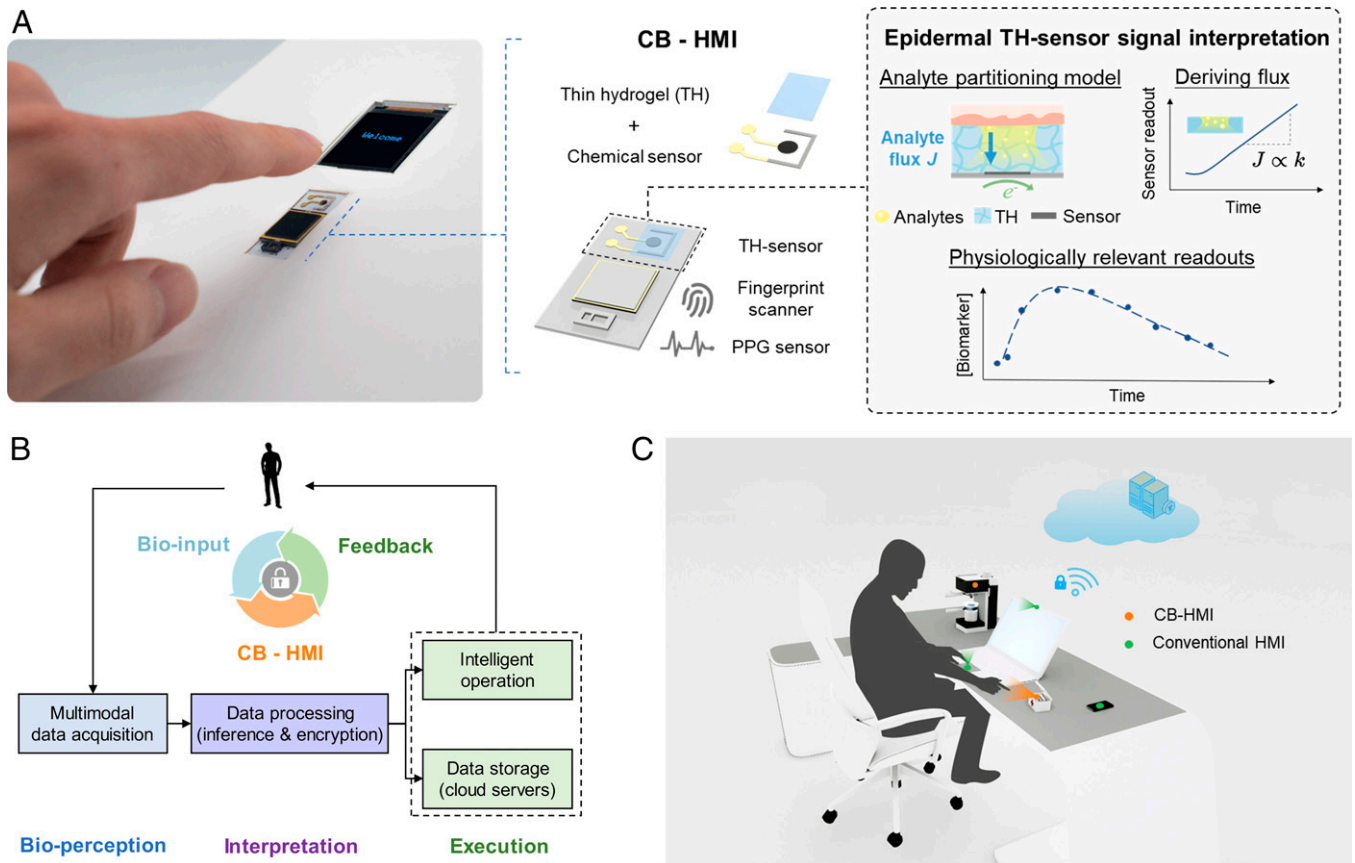 A
Welcome
CB - HMI
Thin hydrogel (TH)
+
Chemical sensor
TH-sensor
Fingerprint
scanner
PPG sensor
Epidermal TH-sensor signal interpretation
Analyte partitioning model
Analyte
flux J
e-
Analytes
TH
Sensor
Deriving flux
Sensor readout
J ∝ k
Time
Physiologically relevant readouts
[Biomarker]
Time
B
Bio-input
Feedback
CB - HMI
Multimodal
data acquisition
Data processing
(inference & encryption)
Intelligent
operation
Data storage
(cloud servers)
Bio-perception
Interpretation
Execution
C
CB-HMI
Conventional HMI